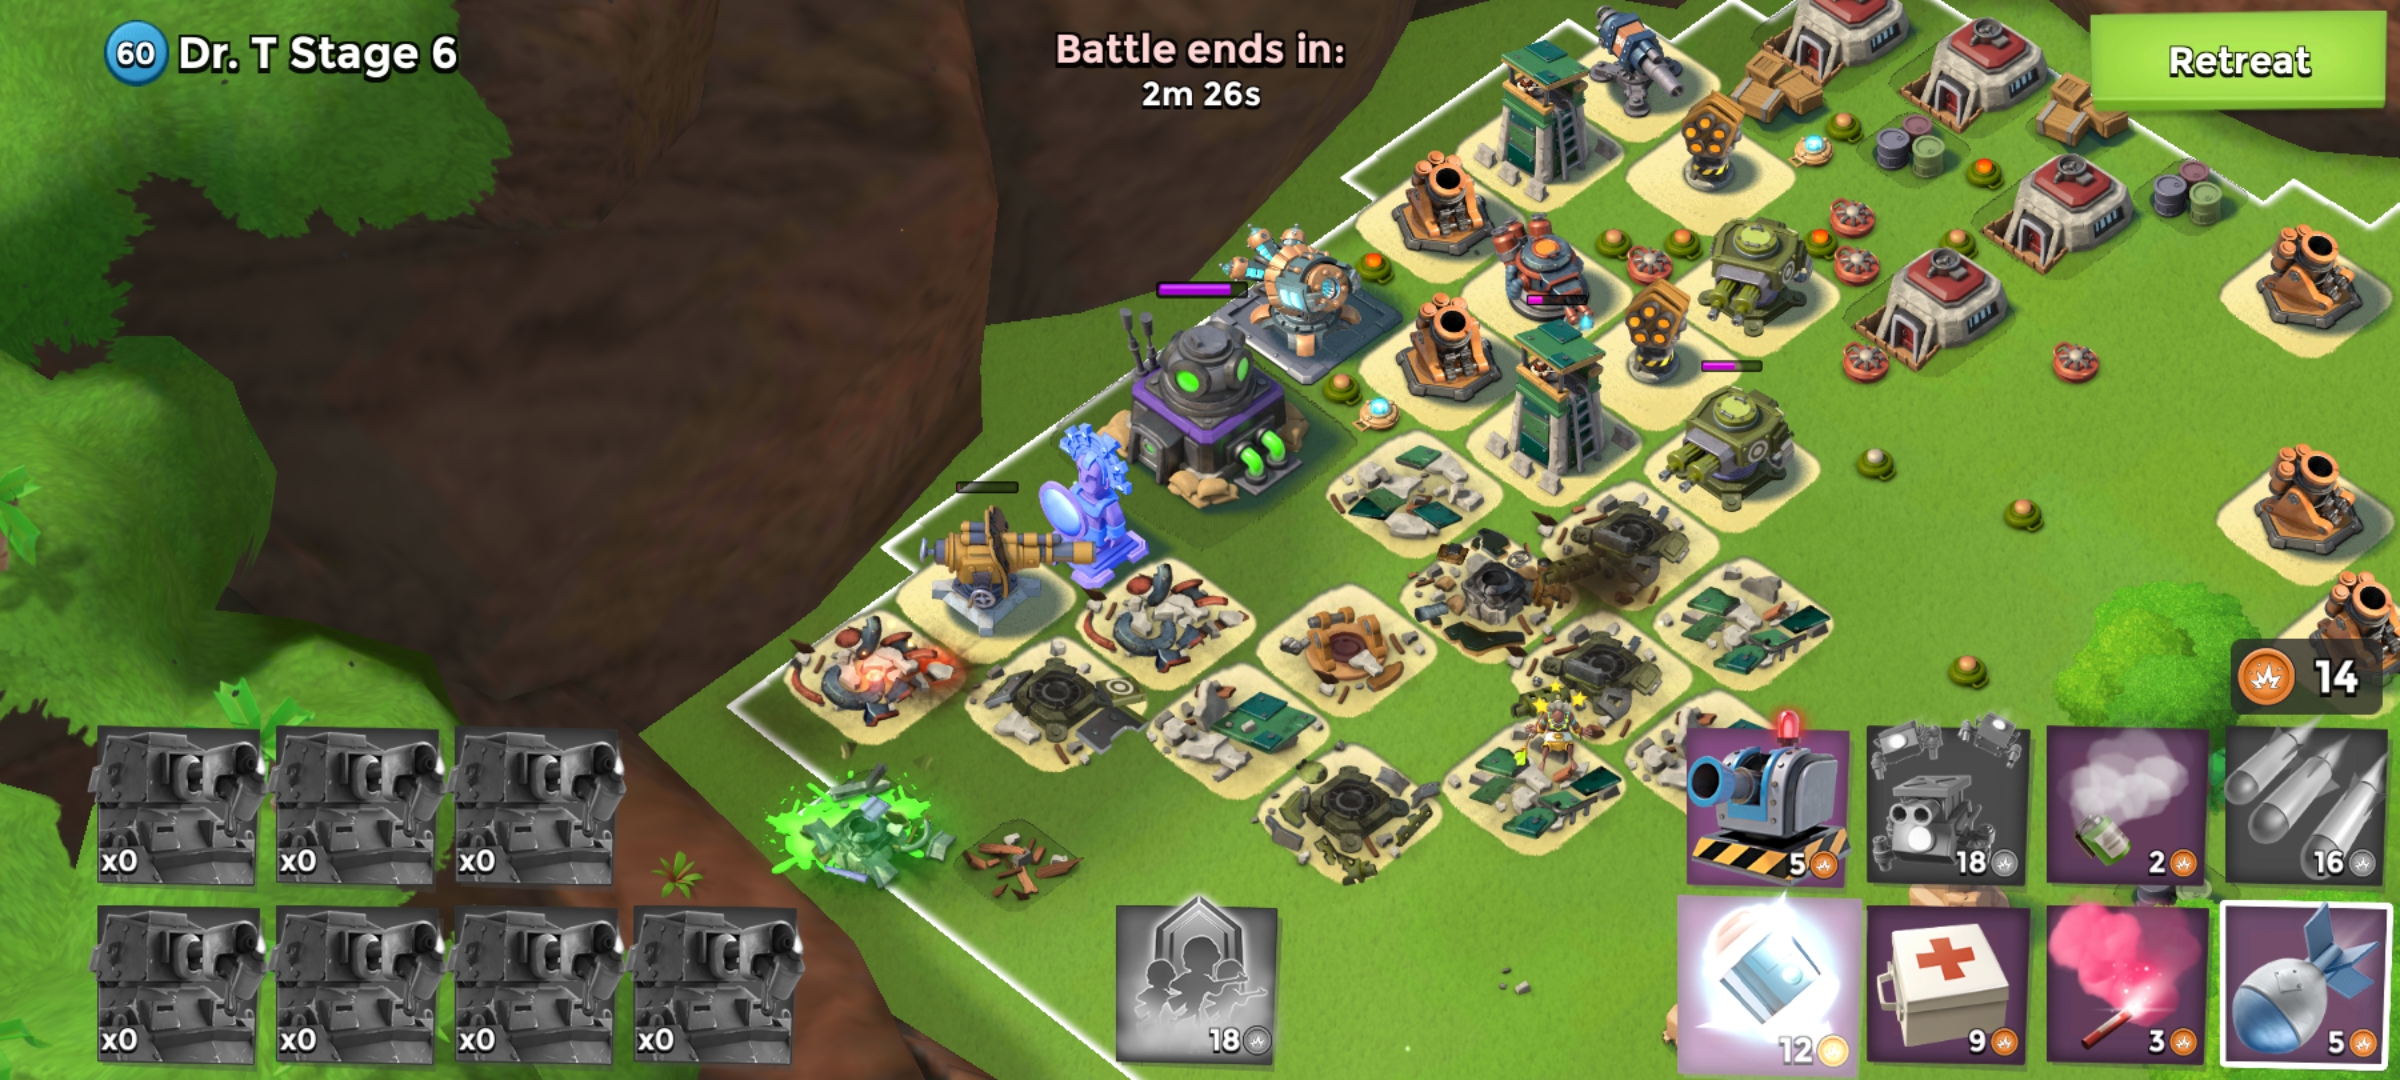 60 Dr. T Stage 6
Battle ends in:
2m 26s
Retreat
14
x0 x0 x0
5 18 2 16
x0 x0 x0 x0
18
12 9 3 5